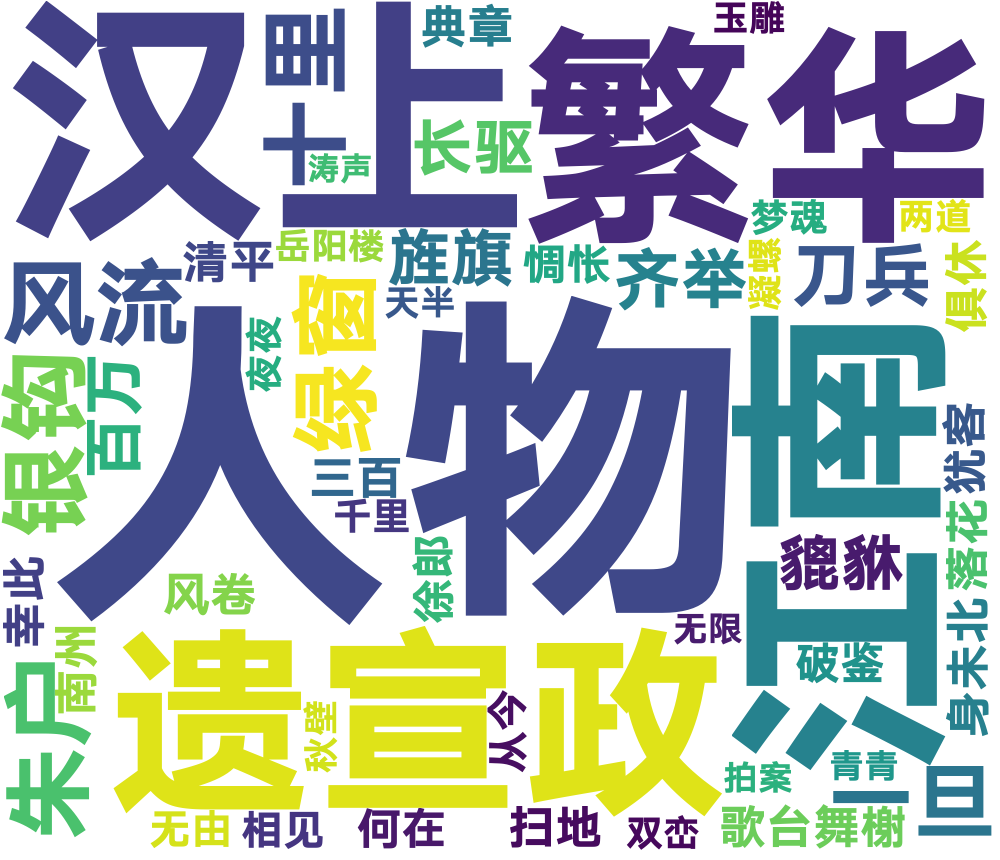 汉上
繁华
十里
典章
玉雕
长驱
涛声
梦魂
两道
清平
岳阳楼
旌旗
惆怅
齐举
凝螺
刀兵
俱休
风流
天半
绿窗
夜夜
人物
江南
银钩
百万
三百
千里
犹客
落花
貔貅
徐郎
幸此
风卷
无限
身未北
破鉴
朱户
南州
遗
宣政
秋壁
从今
一旦
拍案
青青
无由
相见
何在
扫地
双峦
歌台舞榭